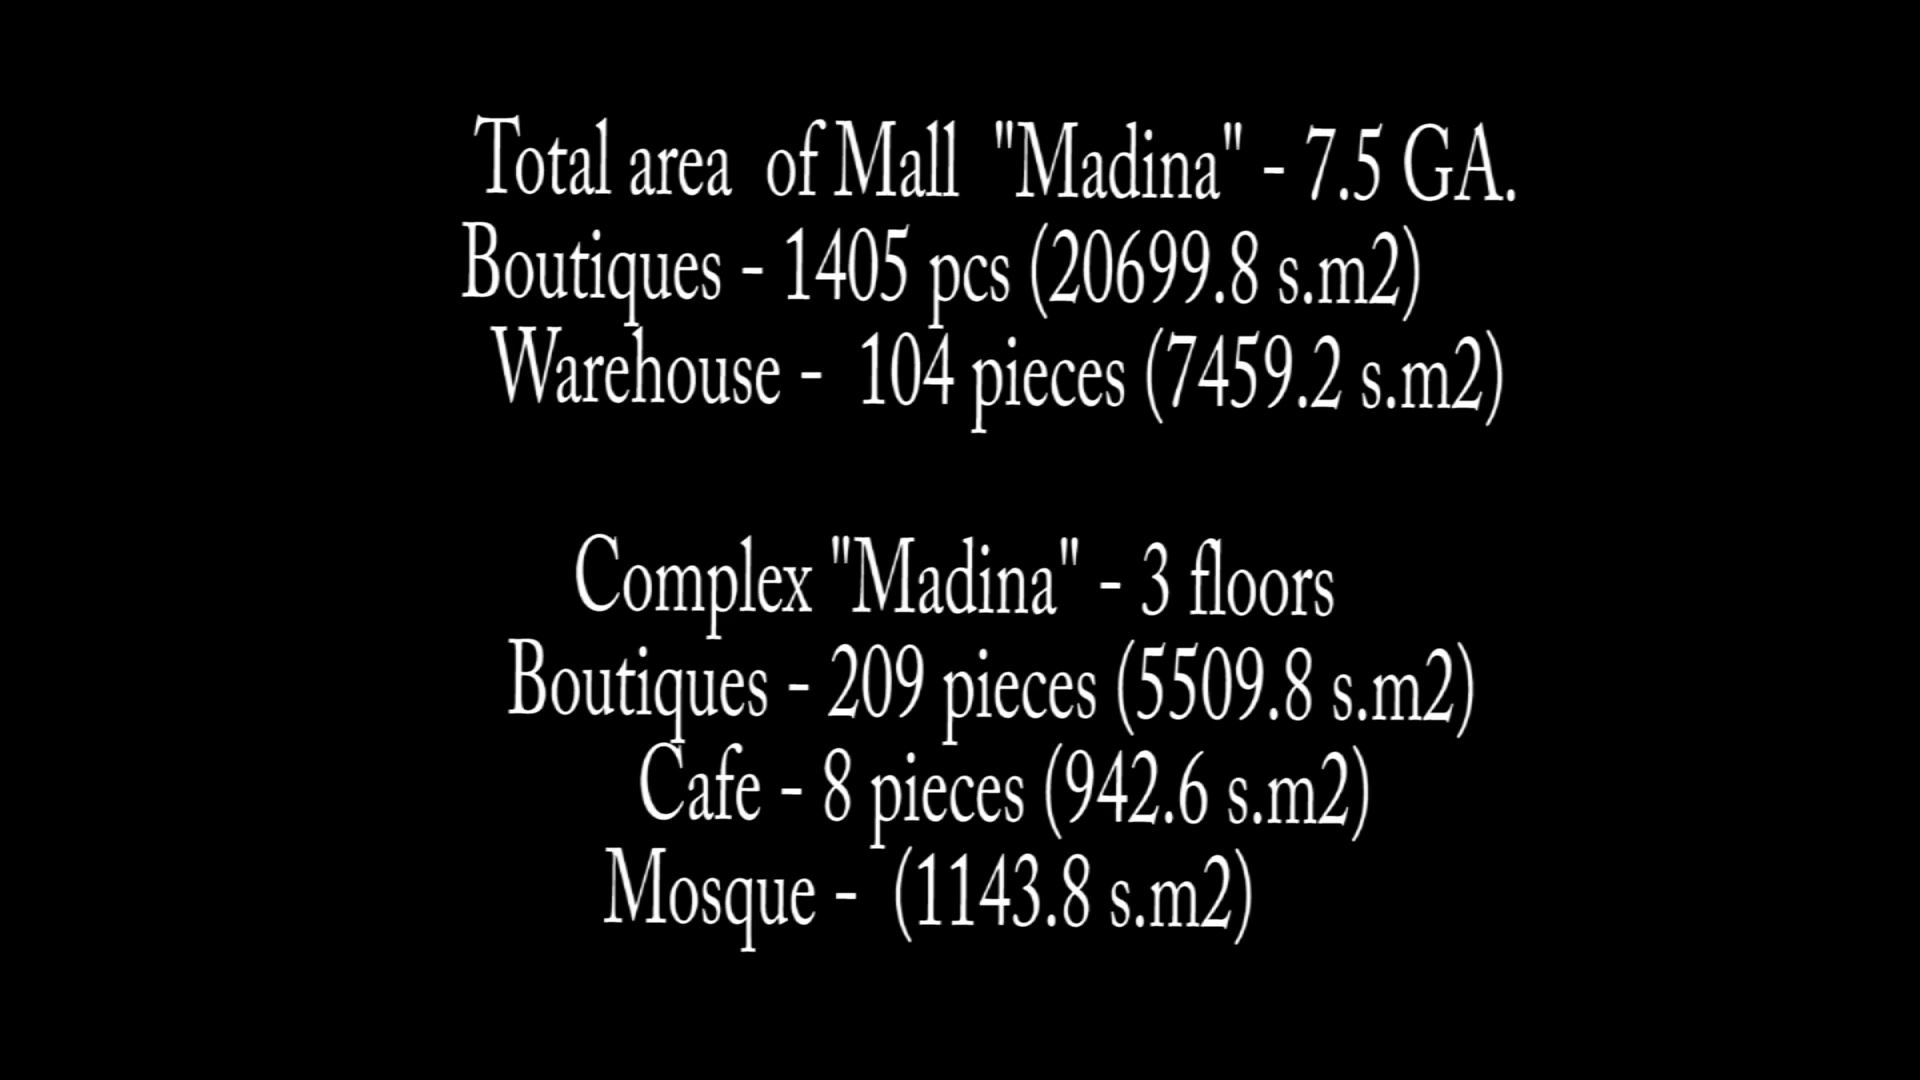 Total area of Mall "Madina" - 7.5 GA.
Boutiques - 1405 pcs (20699.8 s.m2)
Warehouse - 104 pieces (7459.2 s.m2)
Complex "Madina" - 3 floors
Boutiques - 209 pieces (5509.8 s.m2)
Cafe - 8 pieces (942.6 s.m2)
Mosque - (1143.8 s.m2)